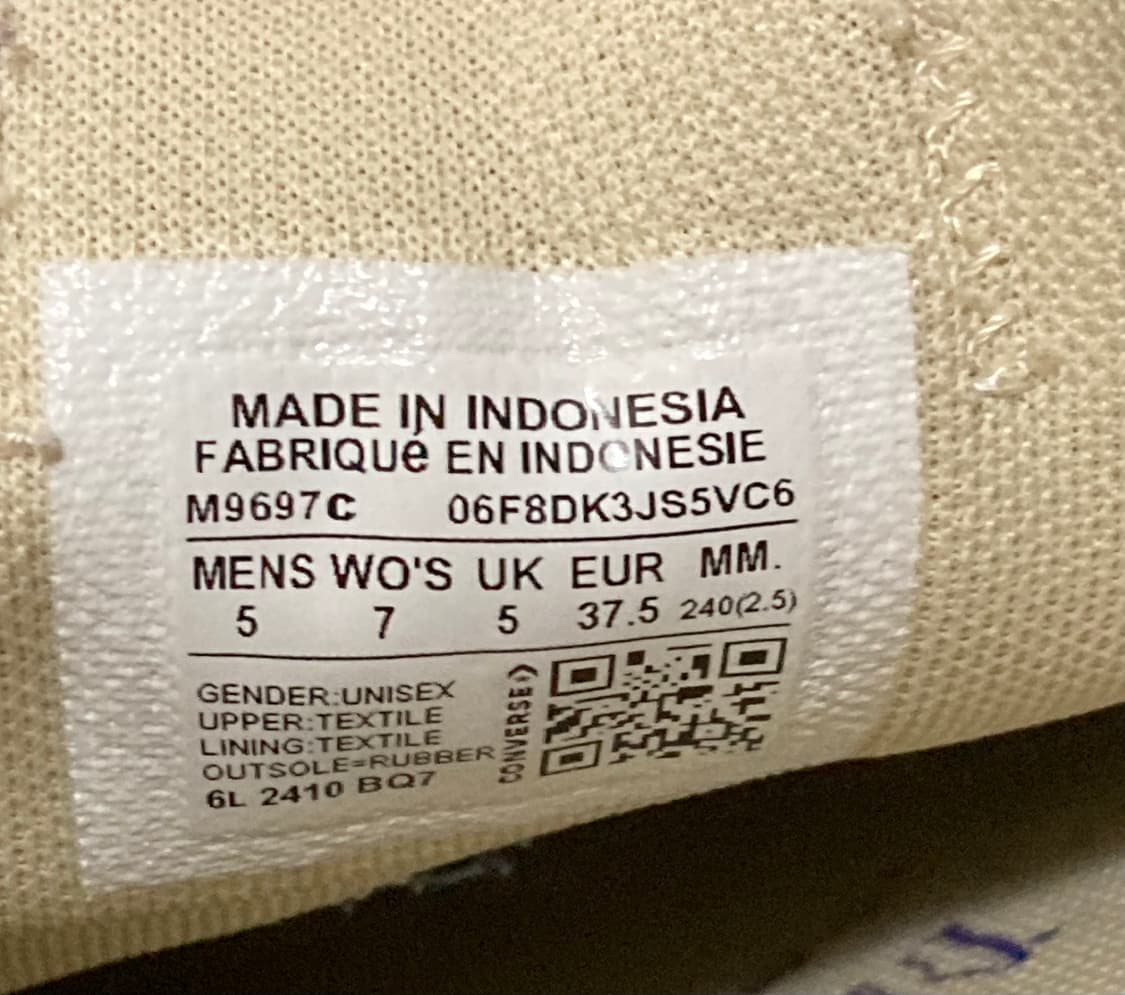 MADE IN INDONESIA
FABRIQUé EN INDONESIE
M9697C 06F8DK3JS5VC6
MENS WO'S UK EUR MM.
5 7 5 37.5 240(2.5)
GENDER:UNISEX
UPPER:TEXTILE
LINING:TEXTILE
OUTSOLE=RUBBER
6L 2410 BQ7
CONVERSE